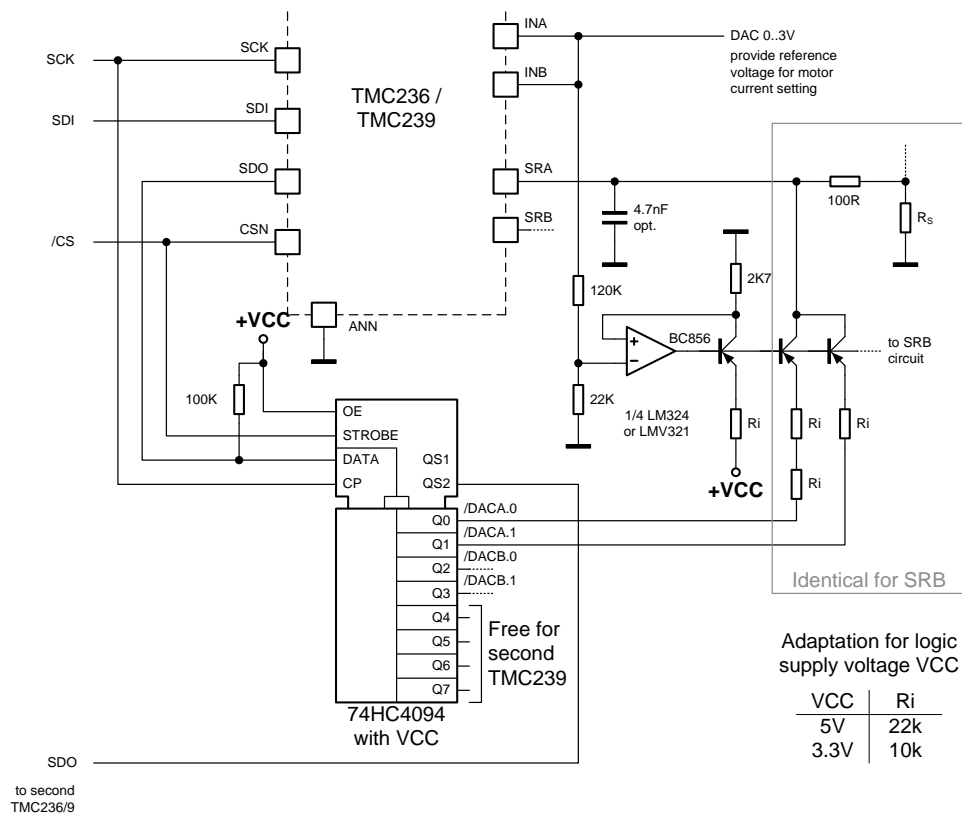 INA
DAC 0..3V
provide reference
voltage for motor
current setting
SCK
SCK
INB
TMC236 /
TMC239
SDI
SDI
SDO
SRA
100R
RS
4.7nF
opt.
/CS
CSN
SRB
2K7
120K
ANN
+VCC
BC856
+
−
to SRB
circuit
22K
100K
1/4 LM324
or LMV321
Ri
Ri
Ri
OE
STROBE
DATA
QS1
CP
QS2
+VCC
Ri
/DACA.0
Q0
/DACA.1
Q1
/DACB.0
Q2
/DACB.1
Q3
Identical for SRB
Q4
Q5
Q6
Q7
Free for
second
TMC239
74HC4094
with VCC
Adaptation for logic
supply voltage VCC
VCC Ri
5V 22k
3.3V 10k
SDO
to second
TMC236/9